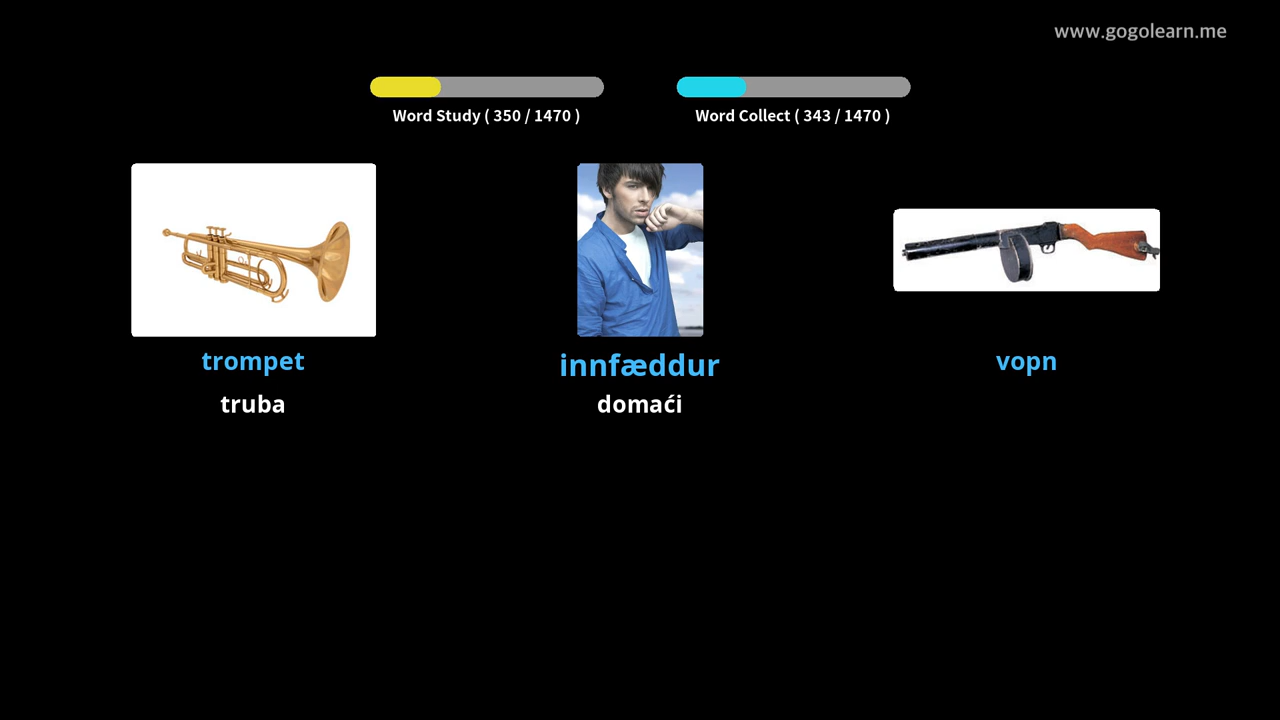 www.gogolearn.me
Word Study ( 350 / 1470 )
Word Collect ( 343 / 1470 )
trompet
innfæddur
vopn
truba
domaći